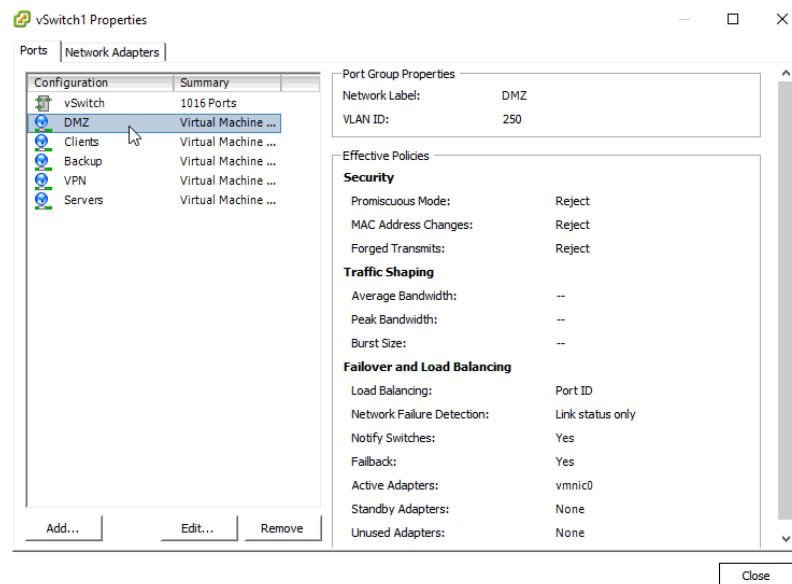 vSwitch1 Properties
Ports Network Adapters
Configuration Summary
vSwitch 1016 Ports
DMZ Virtual Machine ...
Clients Virtual Machine ...
Backup Virtual Machine ...
VPN Virtual Machine ...
Servers Virtual Machine ...
Add... Edit... Remove
Port Group Properties
Network Label: DMZ
VLAN ID: 250
Effective Policies
Security
Promiscuous Mode: Reject
MAC Address Changes: Reject
Forged Transmits: Reject
Traffic Shaping
Average Bandwidth: --
Peak Bandwidth: --
Burst Size: --
Failover and Load Balancing
Load Balancing: Port ID
Network Failure Detection: Link status only
Notify Switches: Yes
Failback: Yes
Active Adapters: vmnic0
Standby Adapters: None
Unused Adapters: None
Close